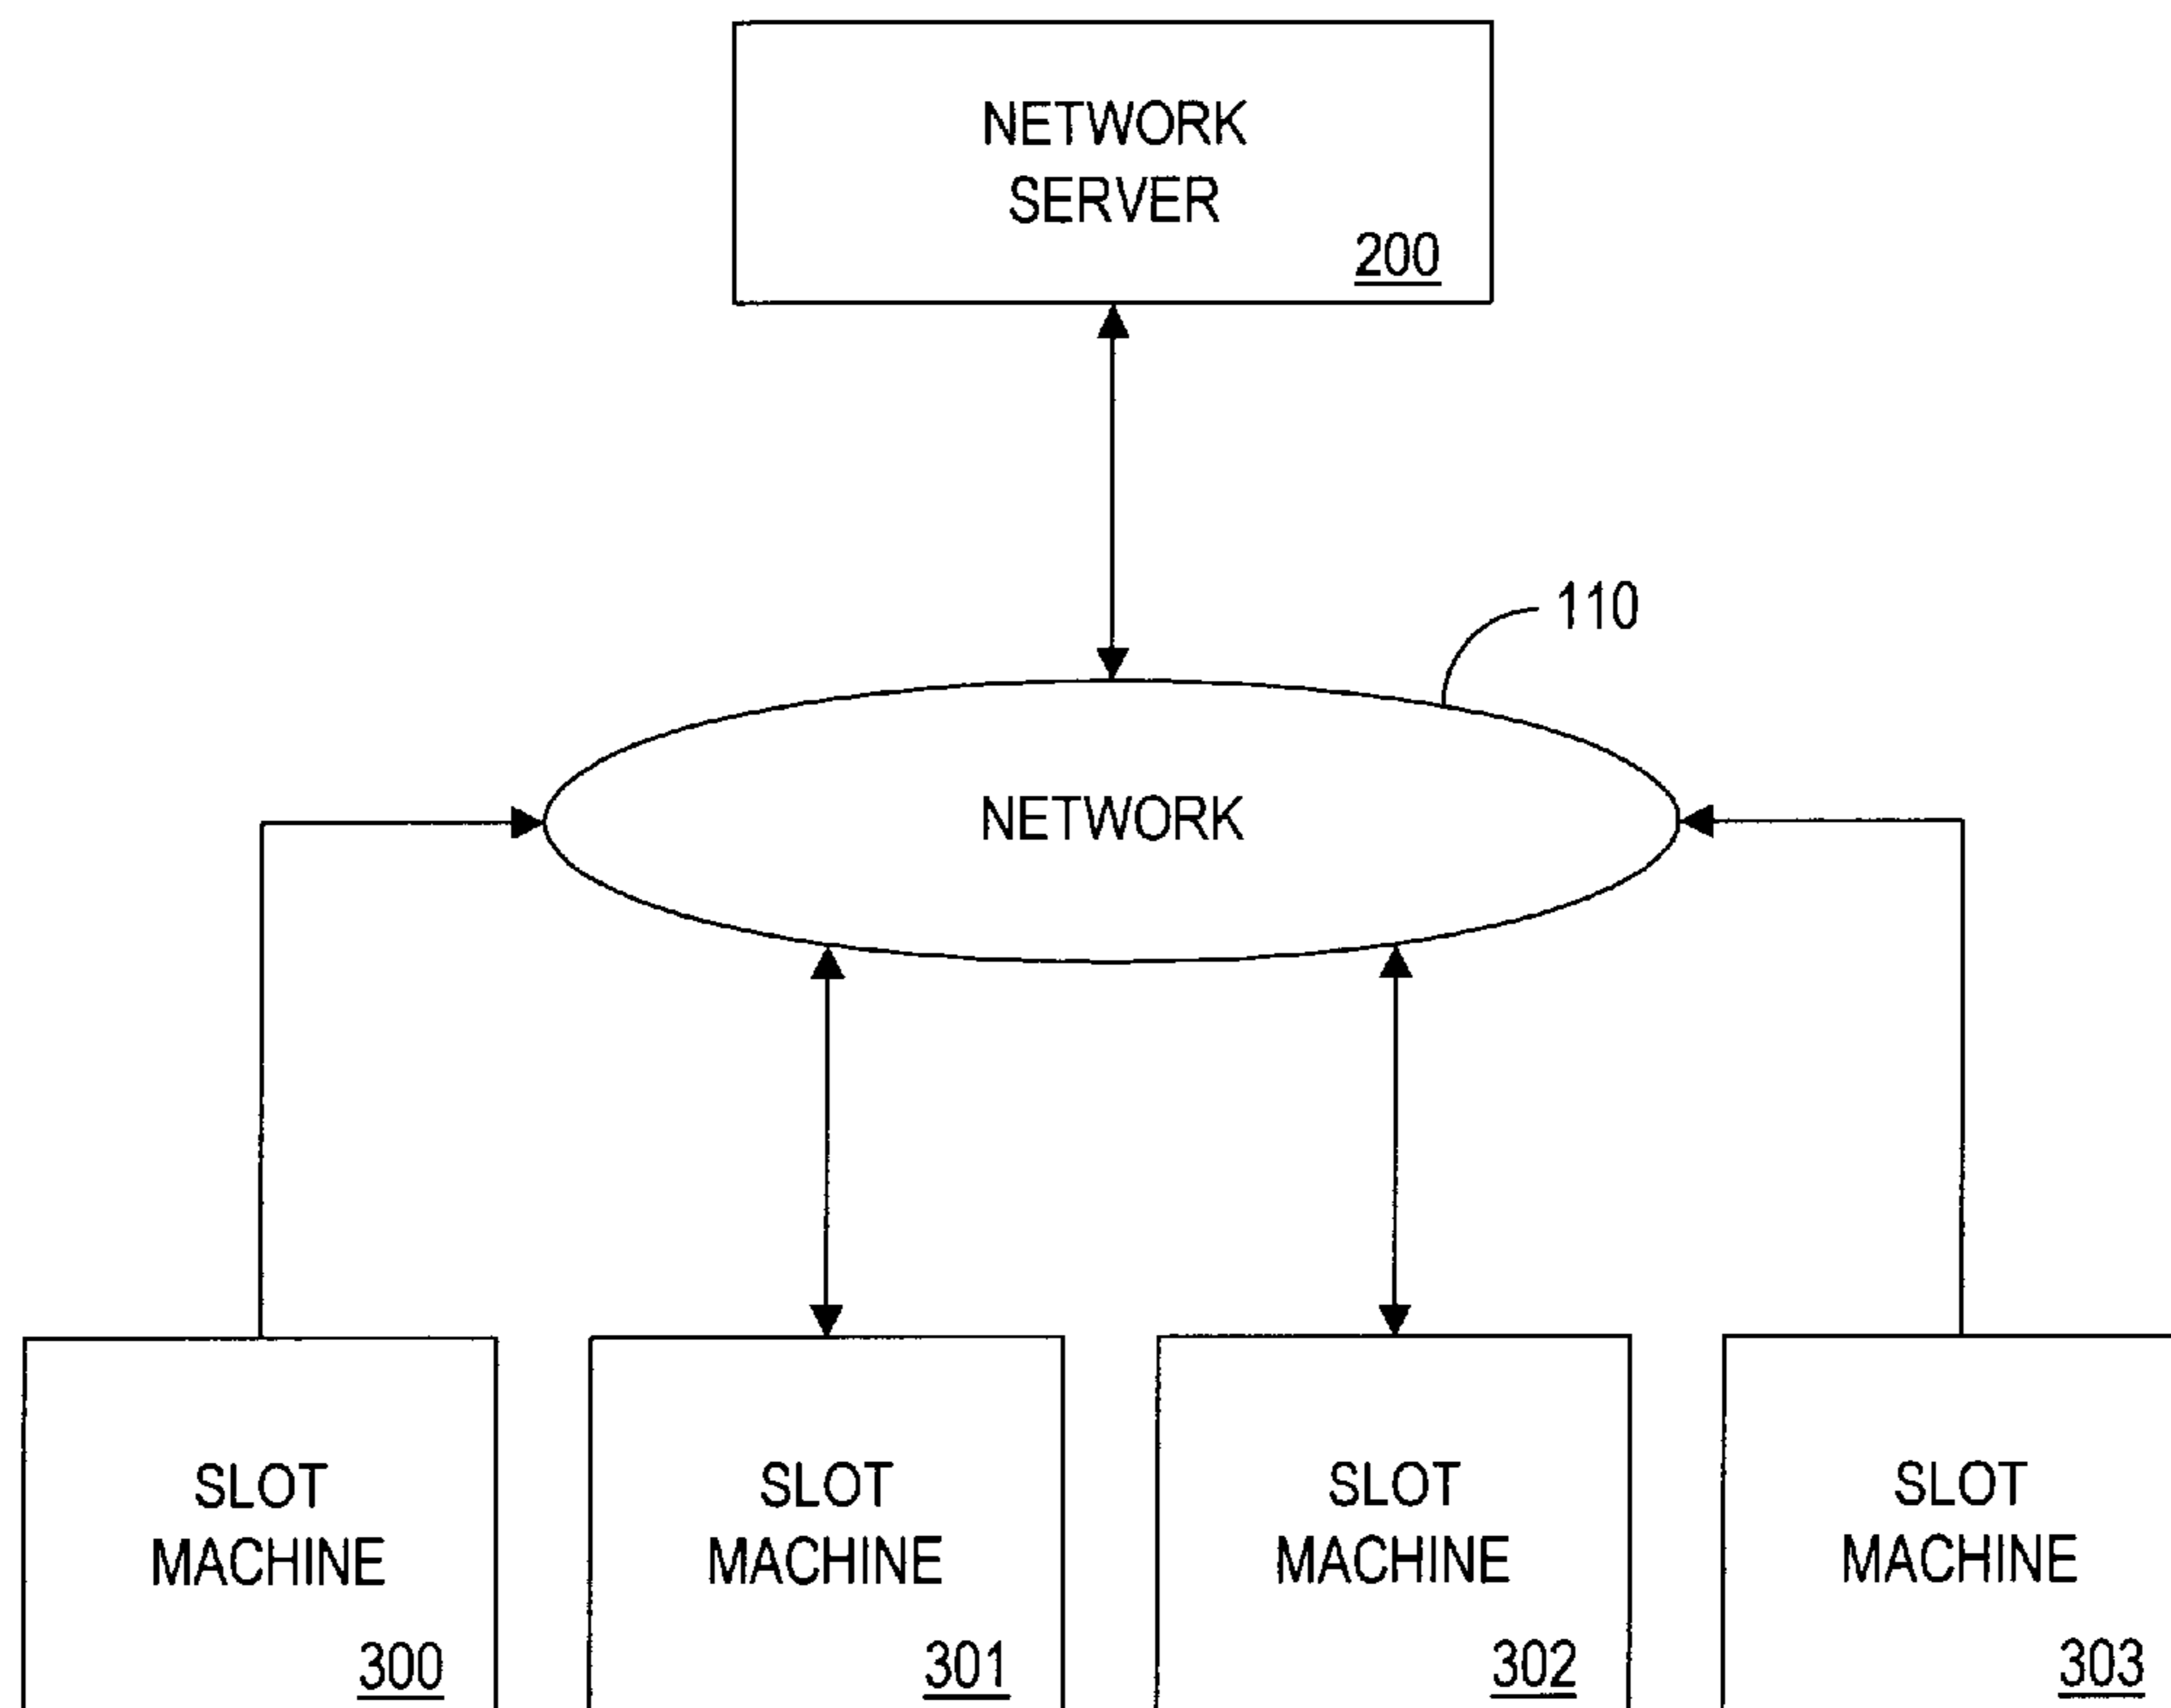 NETWORK
SERVER
200
110
NETWORK
SLOT
MACHINE
300
SLOT
MACHINE
301
SLOT
MACHINE
302
SLOT
MACHINE
303